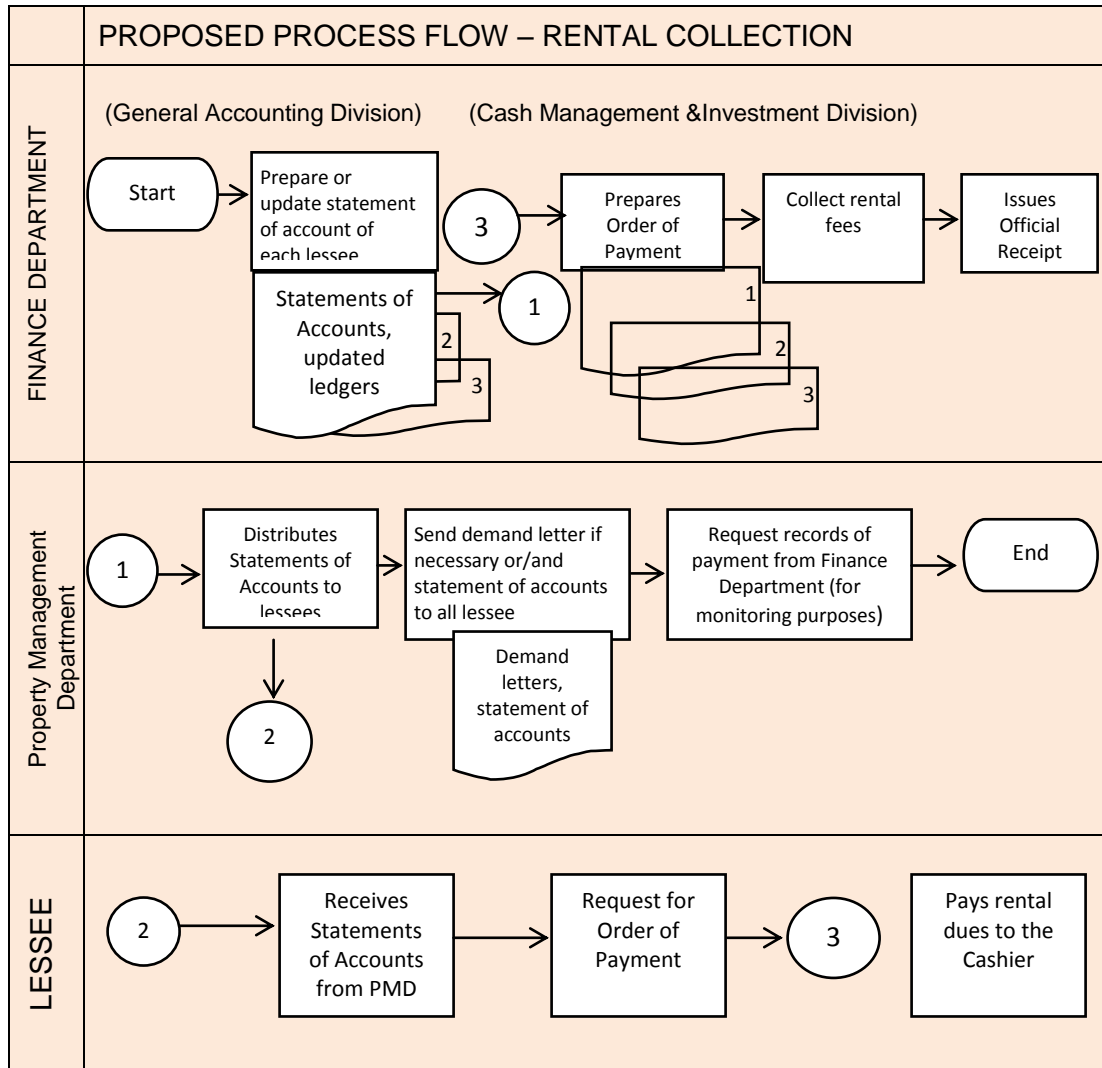 PROPOSED PROCESS FLOW – RENTAL COLLECTION
FINANCE DEPARTMENT
(General Accounting Division)
(Cash Management &Investment Division)
Start
Prepare or
update statement
of account of
each lessee
Statements of
Accounts,
updated
ledgers
2
3
1
3
Prepares
Order of
Payment
1
2
3
Collect rental
fees
Issues
Official
Receipt
Property Management
Department
1
Distributes
Statements of
Accounts to
lessees
2
Send demand letter if
necessary or/and
statement of accounts
to all lessee
Demand
letters,
statement of
accounts
Request records of
payment from Finance
Department (for
monitoring purposes)
End
LESSEE
2
Receives
Statements
of Accounts
from PMD
Request for
Order of
Payment
3
Pays rental
dues to the
Cashier